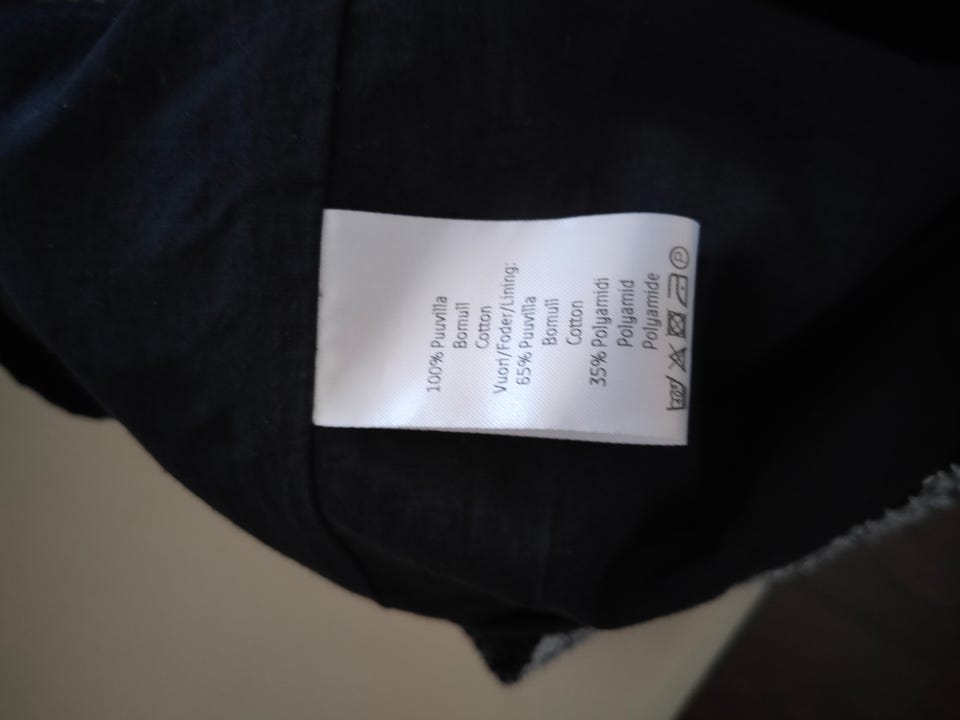 100% Puuvilla
Bomull
Cotton
Vuori/Foder/Lining:
65% Puuvilla
Bomull
Cotton
35% Polyamidi
Polyamid
Polyamide